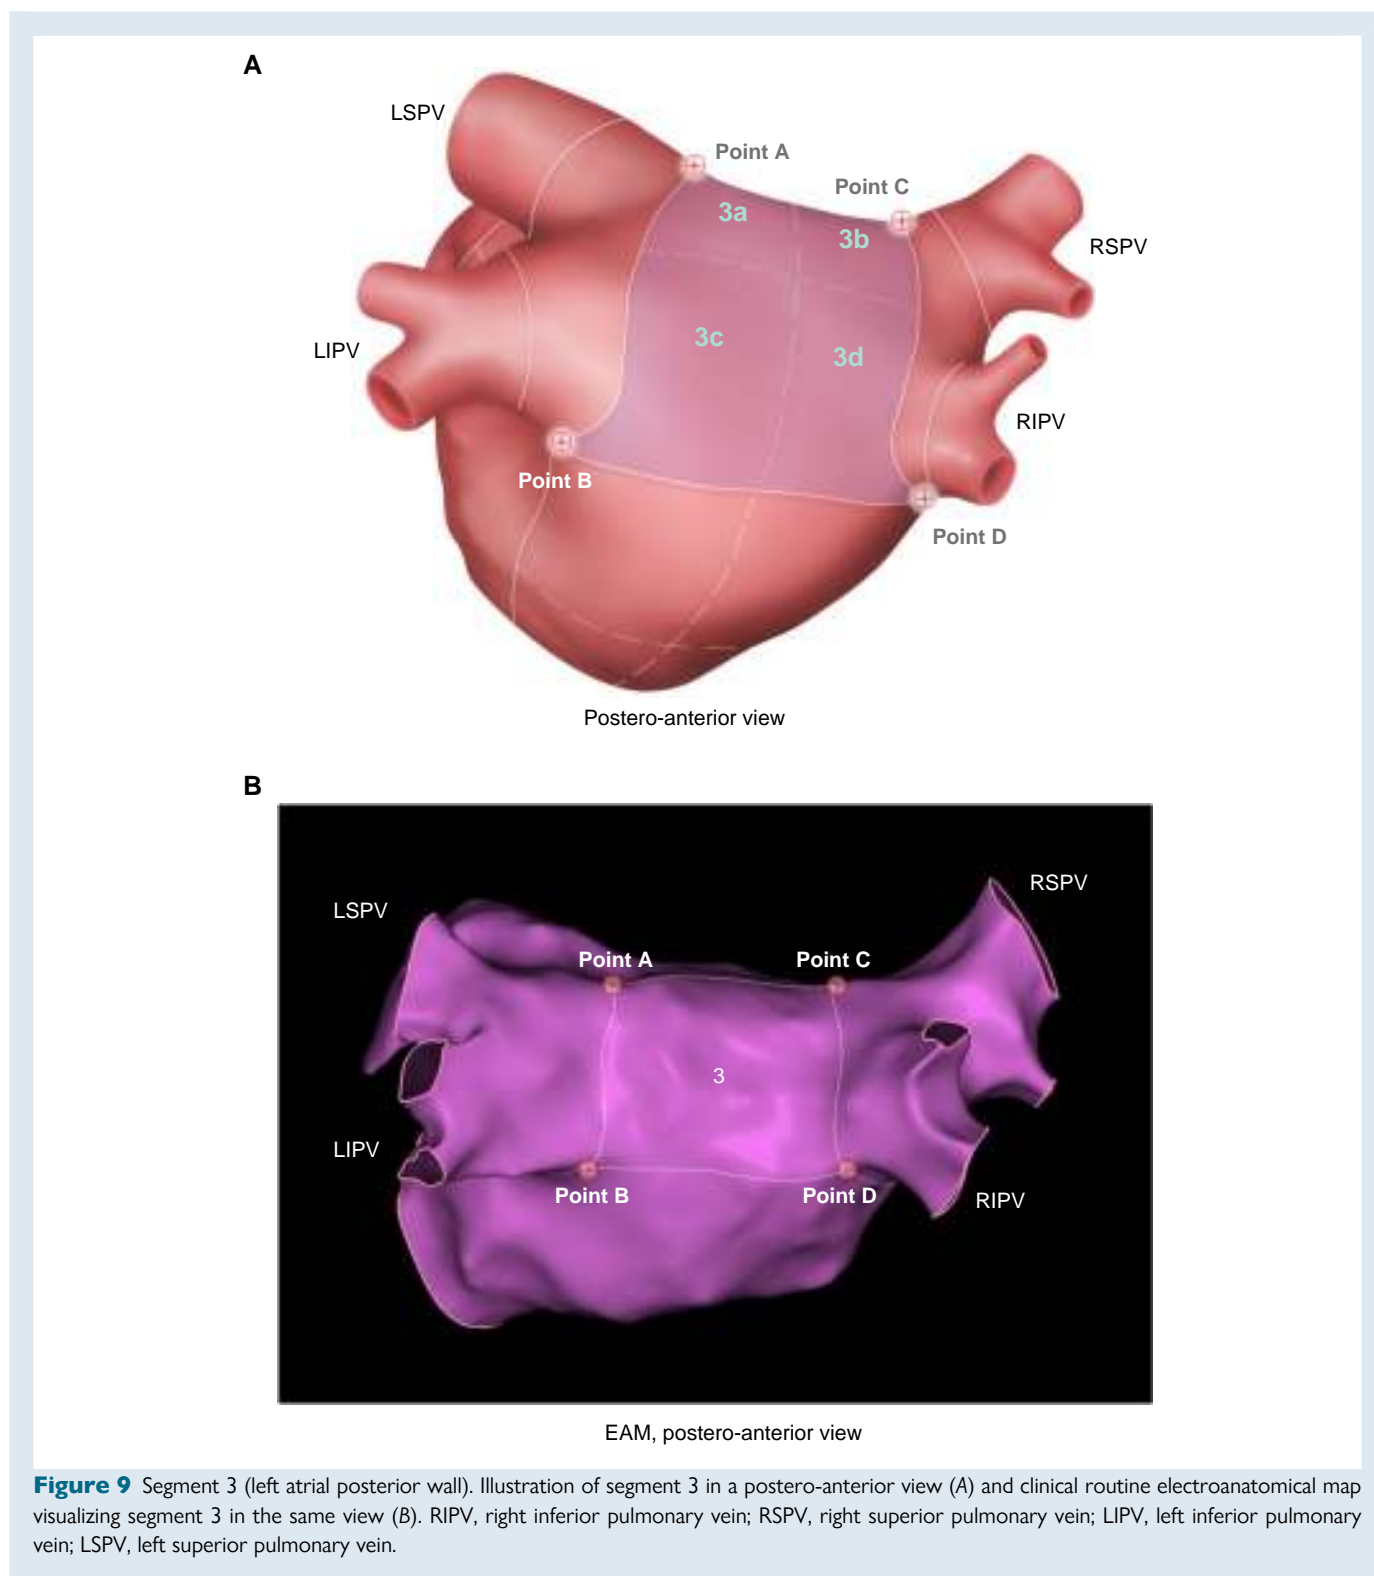 A
LSPV
Point A
Point C
3a
3b
RSPV
3c
3d
LIPV
RIPV
Point B
Point D
Postero-anterior view
B
RSPV
LSPV
Point A
Point C
3
LIPV
Point B
Point D
RIPV
EAM, postero-anterior view
Figure 9 Segment 3 (left atrial posterior wall). Illustration of segment 3 in a postero-anterior view (A) and clinical routine electroanatomical map
visualizing segment 3 in the same view (B). RIPV, right inferior pulmonary vein; RSPV, right superior pulmonary vein; LIPV, left inferior pulmonary
vein; LSPV, left superior pulmonary vein.